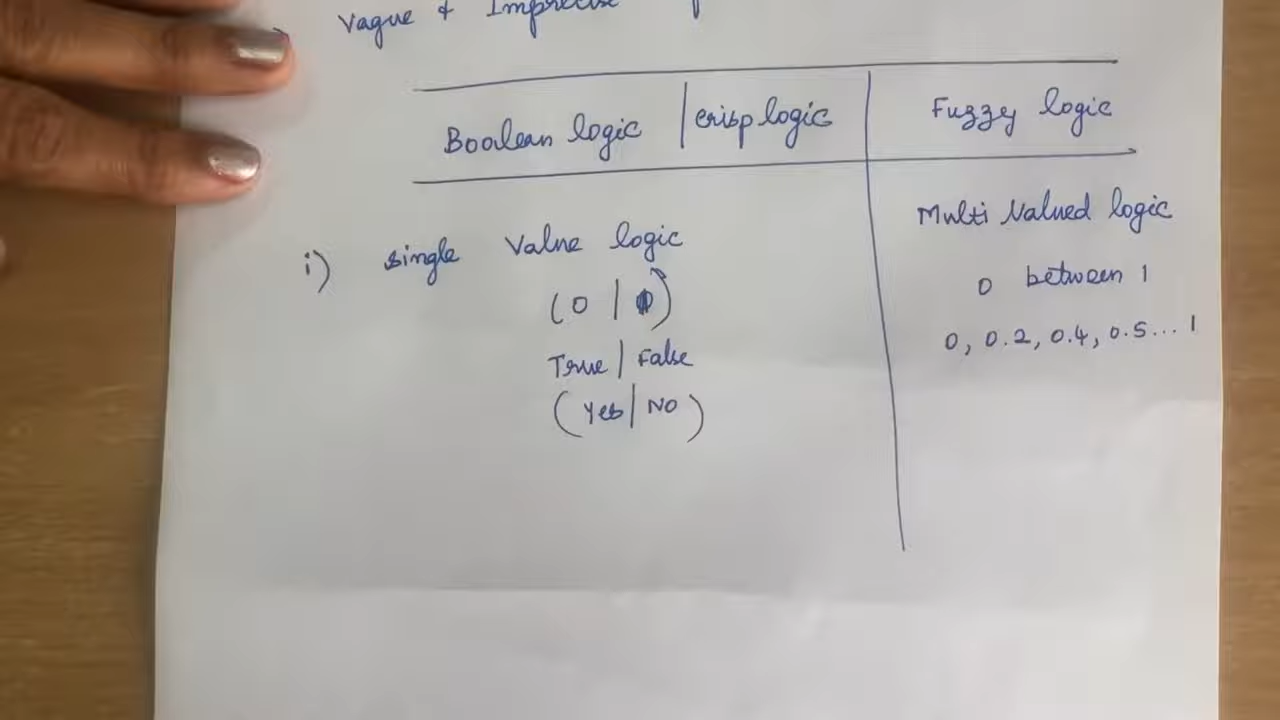 Vague & Imprecise
Boolean logic | crisp logic
Fuzzy logic
i) single Value logic
(0 | )
True | False
(Yes | NO)
Multi Valued logic
0 between 1
0, 0.2, 0.4, 0.5... 1